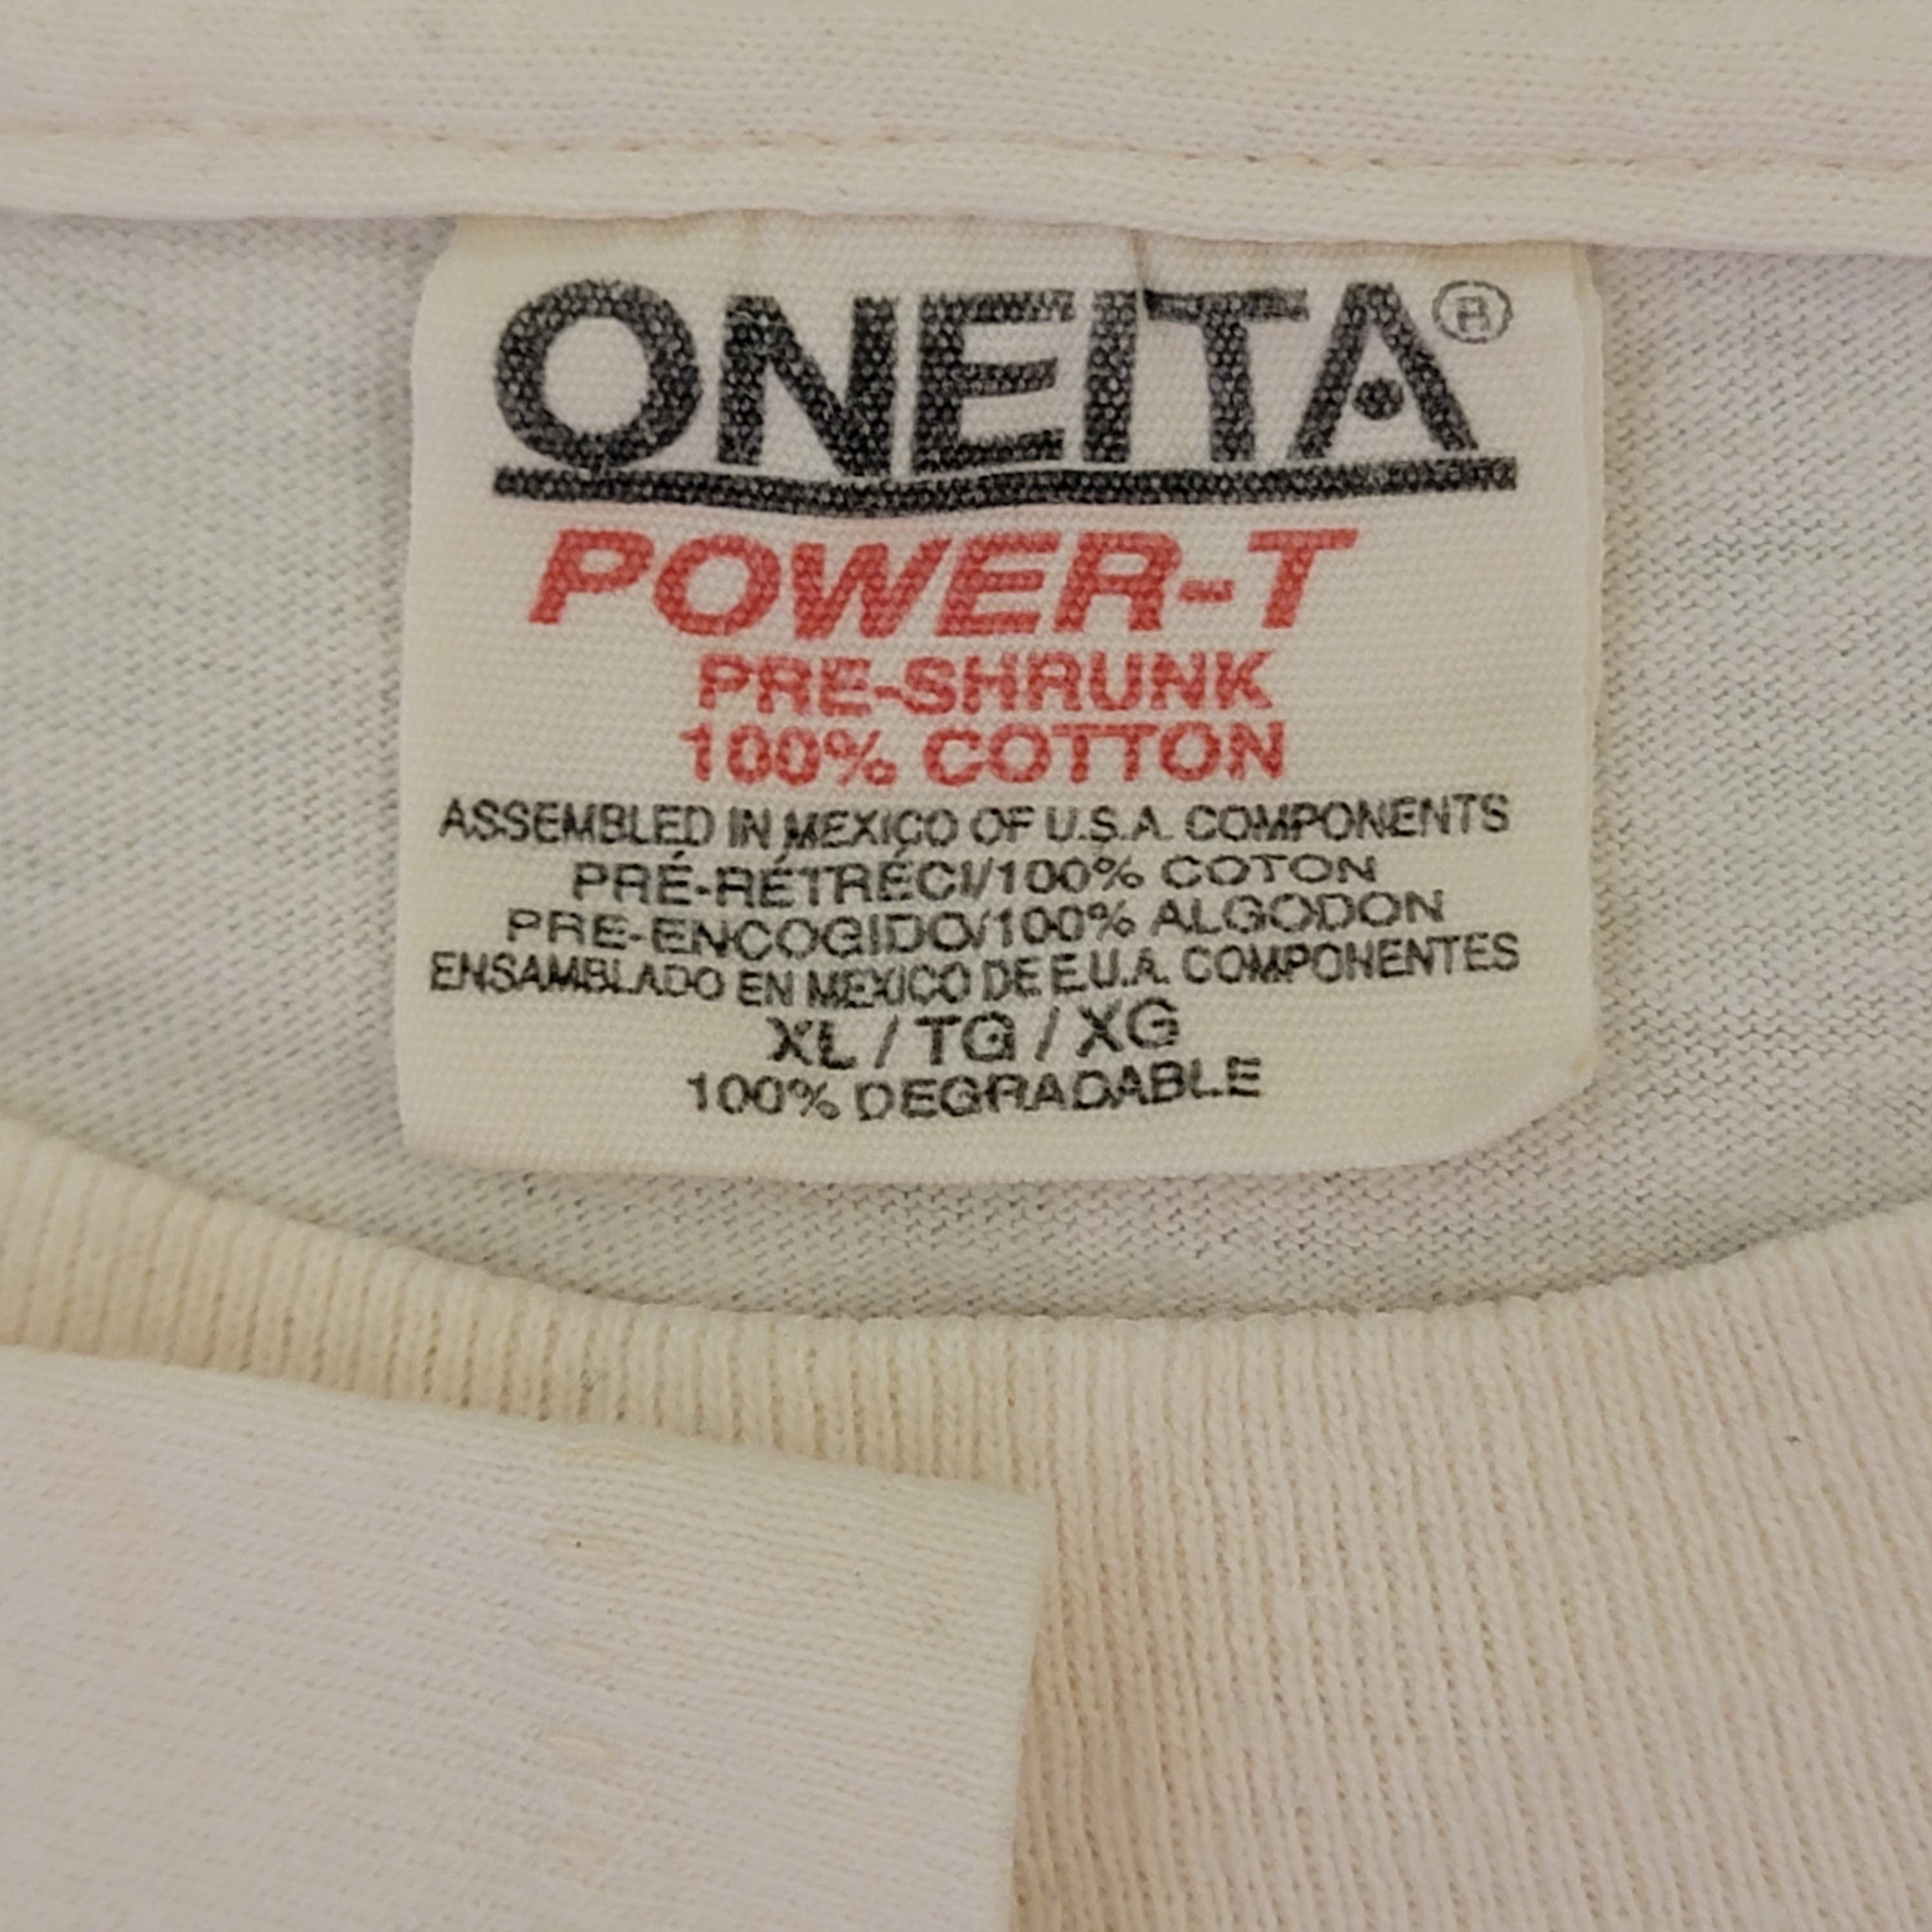 ONEITA®
POWER-T
PRE-SHRUNK
100% COTTON
ASSEMBLED IN MEXICO OF U.S.A. COMPONENTS
PRÉ-RÉTRÉCI/100% COTON
PRE-ENCOGIDO/100% ALGODON
ENSAMBLADO EN MEXICO DE E.U.A. COMPONENTES
XL / TG / XG
100% DEGRADABLE